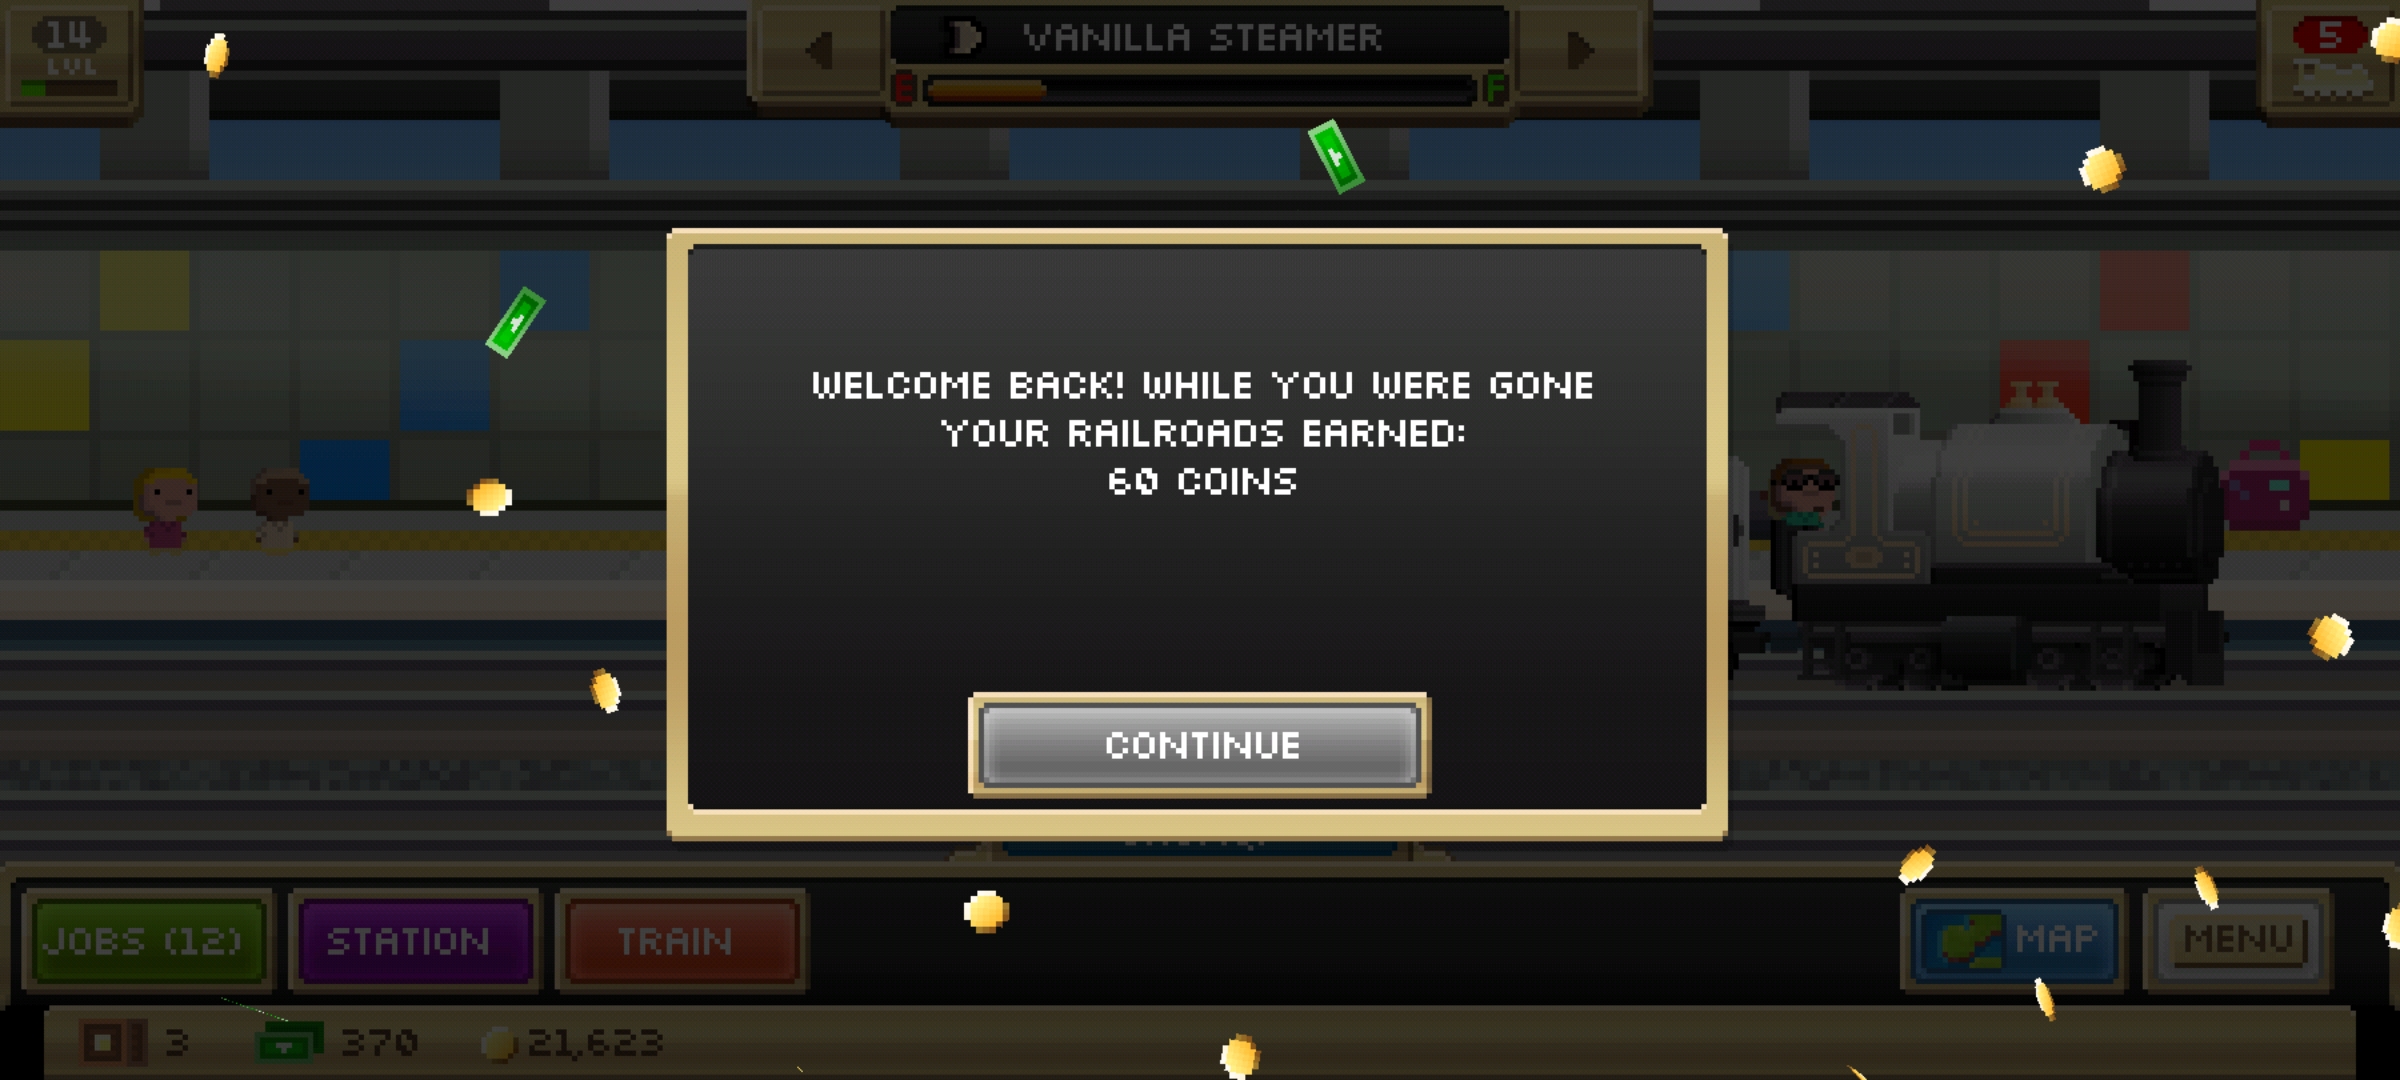 14
LVL
VANILLA STEAMER
E
F
5
WELCOME BACK! WHILE YOU WERE GONE
YOUR RAILROADS EARNED:
60 COINS
CONTINUE
JOBS (12)
STATION
TRAIN
MAP
MENU
3
370
21,623